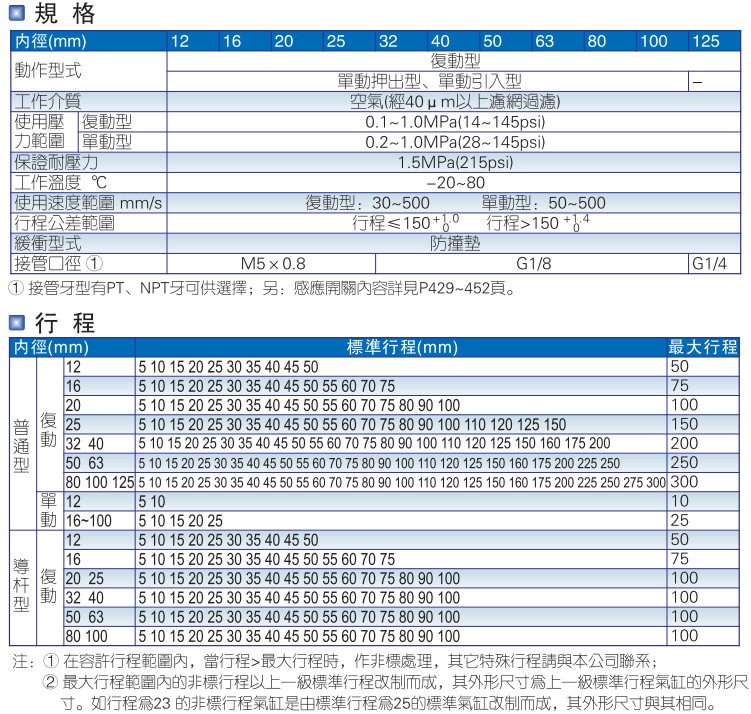 規 格
内徑(mm) 12 16 20 25 32 40 50 63 80 100 125
動作型式 復動型
單動押出型、單動引入型 –
工作介質 空氣(經40μm以上濾網過濾)
使用壓力範圍 復動型 0.1~1.0MPa(14~145psi)
單動型 0.2~1.0MPa(28~145psi)
保證耐壓力 1.5MPa(215psi)
工作溫度 ℃ –20~80
使用速度範圍 mm/s 復動型：30~500 單動型：50~500
行程公差範圍 行程≤150 +1.0 0 行程>150 +1.4 0
緩衝型式 防撞墊
接管口徑 ① M5×0.8 G1/8 G1/4
① 接管牙型有PT、NPT牙可供選擇；另：感應開關內容詳見P429~452頁。
行 程
内徑(mm) 標準行程(mm) 最大行程
普通型 復動 12 5 10 15 20 25 30 35 40 45 50 50
16 5 10 15 20 25 30 35 40 45 50 55 60 70 75 75
20 5 10 15 20 25 30 35 40 45 50 55 60 70 75 80 90 100 100
25 5 10 15 20 25 30 35 40 45 50 55 60 70 75 80 90 100 110 120 125 150 150
32 40 5 10 15 20 25 30 35 40 45 50 55 60 70 75 80 90 100 110 120 125 150 160 175 200 200
50 63 5 10 15 20 25 30 35 40 45 50 55 60 70 75 80 90 100 110 120 125 150 160 175 200 225 250 250
80 100 125 5 10 15 20 25 30 35 40 45 50 55 60 70 75 80 90 100 110 120 125 150 160 175 200 225 250 275 300 300
單動 12 5 10 10
16~100 5 10 15 20 25 25
導杆型 復動 12 5 10 15 20 25 30 35 40 45 50 50
16 5 10 15 20 25 30 35 40 45 50 55 60 70 75 75
20 25 5 10 15 20 25 30 35 40 45 50 55 60 70 75 80 90 100 100
32 40 5 10 15 20 25 30 35 40 45 50 55 60 70 75 80 90 100 100
50 63 5 10 15 20 25 30 35 40 45 50 55 60 70 75 80 90 100 100
80 100 5 10 15 20 25 30 35 40 45 50 55 60 70 75 80 90 100 100
注：① 在容許行程範圍內，當行程>最大行程時，作非標處理，其它特殊行程請與本公司聯系；
② 最大行程範圍內的非標行程以上一級標準行程改制而成，其外形尺寸爲上一級標準行程氣缸的外形尺
寸。如行程爲23 的非標行程氣缸是由標準行程爲25的標準氣缸改制而成，其外形尺寸與其相同。